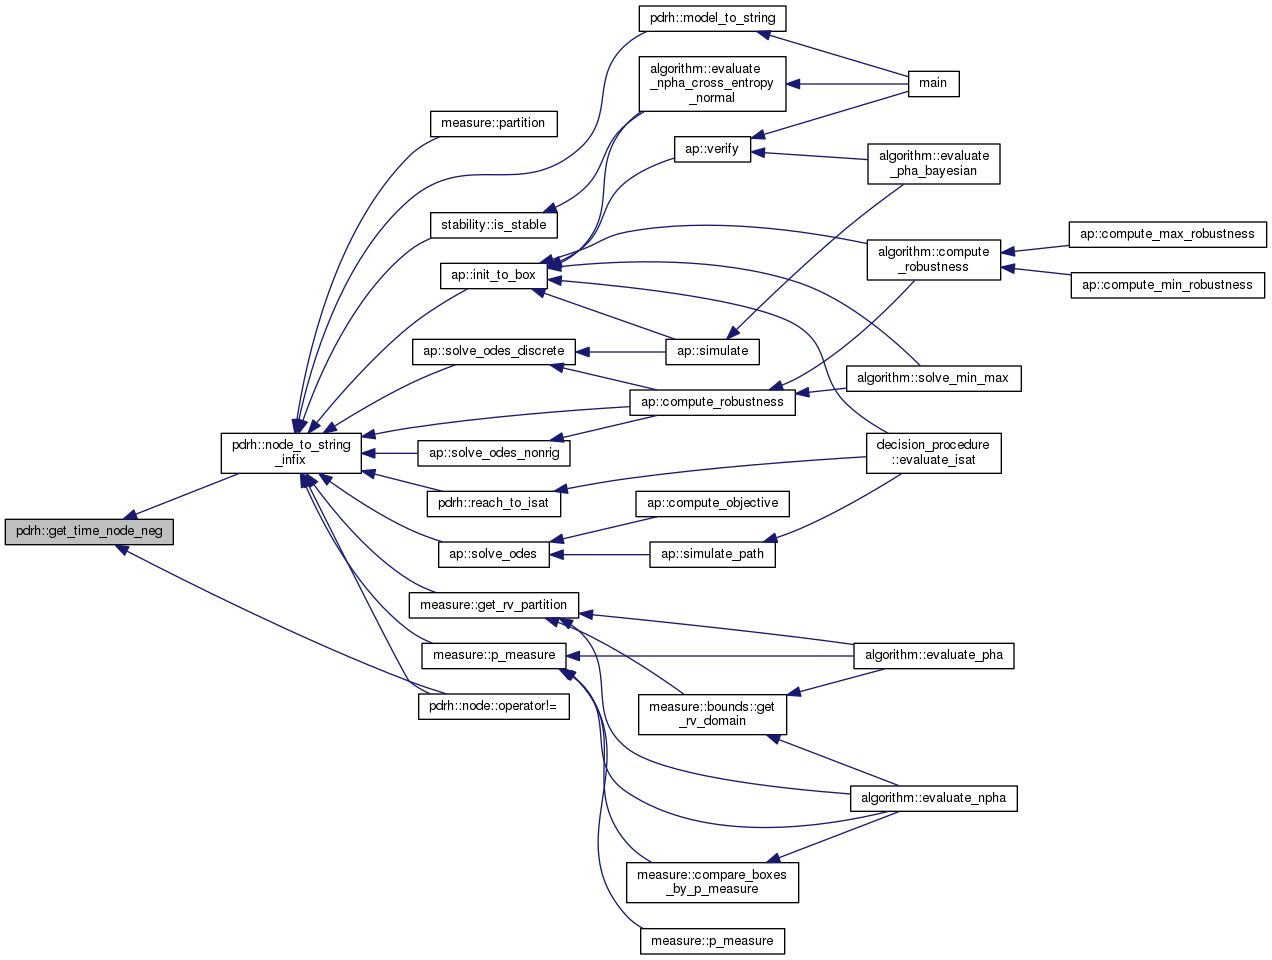 pdrh::model_to_string
algorithm::evaluate
_npha_cross_entropy
_normal
main
measure::partition
ap::verify
algorithm::evaluate
_pha_bayesian
stability::is_stable
ap::init_to_box
algorithm::compute
_robustness
ap::compute_max_robustness
ap::compute_min_robustness
ap::solve_odes_discrete
ap::simulate
algorithm::solve_min_max
ap::compute_robustness
pdrh::node_to_string
_infix
ap::solve_odes_nonrig
decision_procedure
::evaluate_isat
pdrh::reach_to_isat
ap::compute_objective
pdrh::get_time_node_neg
ap::solve_odes
ap::simulate_path
measure::get_rv_partition
measure::p_measure
algorithm::evaluate_pha
pdrh::node::operator!=
measure::bounds::get
_rv_domain
algorithm::evaluate_npha
measure::compare_boxes
_by_p_measure
measure::p_measure